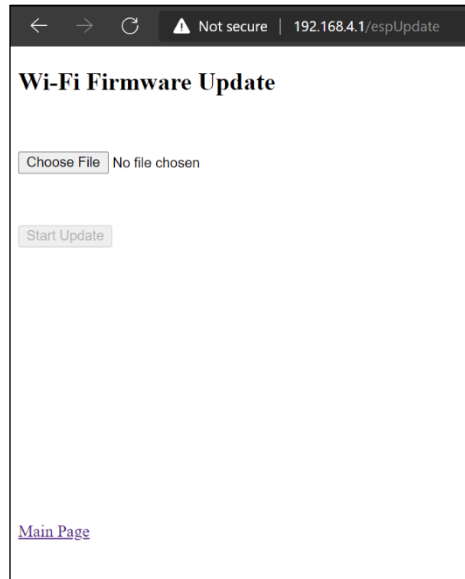 Not secure | 192.168.4.1/espUpdate
Wi-Fi Firmware Update
Choose File No file chosen
Start Update
Main Page